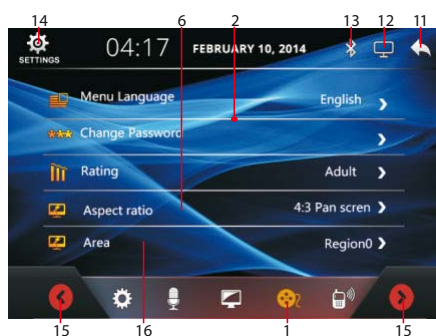 14 6 2 13 12 11
SETTINGS 04:17 FEBRUARY 10, 2014
Menu Language English
Change Password
Rating Adult
Aspect ratio 4:3 Pan scren
Area Region0
15 16 1 15